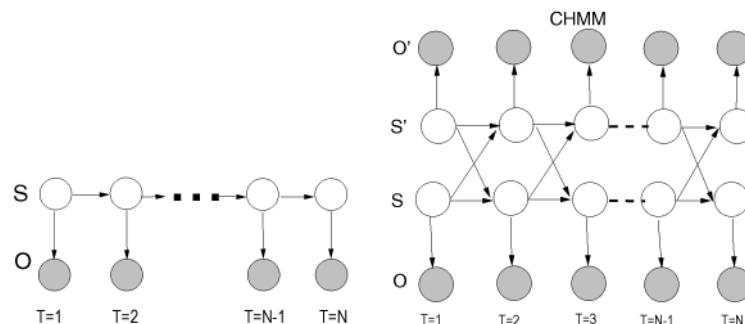 S
O
T=1 T=2 T=N-1 T=N
CHMM
O'
S'
S
O
T=1 T=2 T=3 T=N-1 T=N